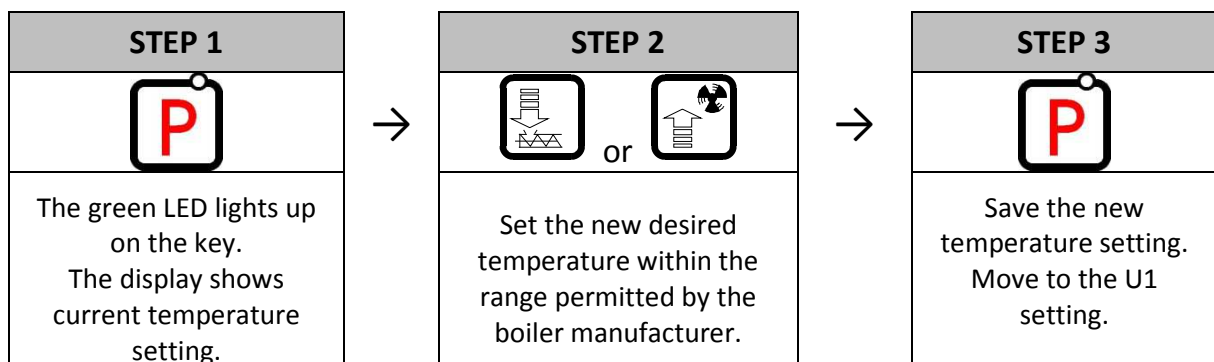 STEP 1
P
The green LED lights up
on the key.
The display shows
current temperature
setting.
→
STEP 2
or
Set the new desired
temperature within the
range permitted by the
boiler manufacturer.
→
STEP 3
P
Save the new
temperature setting.
Move to the U1
setting.